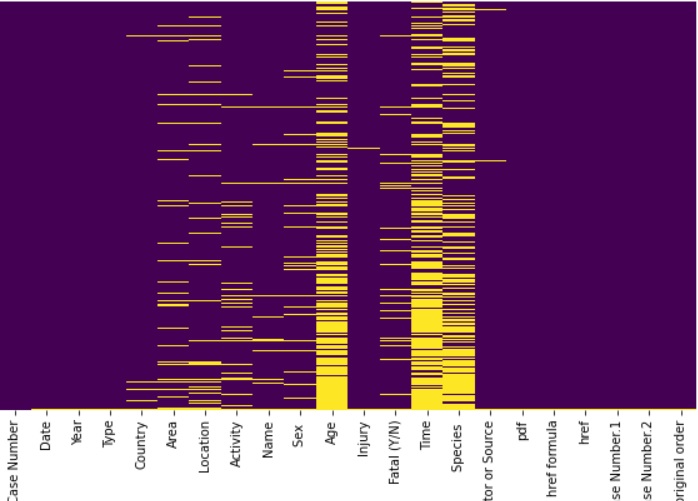 Case Number
Date
Year
Type
Country
Area
Location
Activity
Name
Sex
Age
Injury
Fatal (Y/N)
Time
Species
tor or Source
pdf
href formula
href
se Number.1
se Number.2
original order